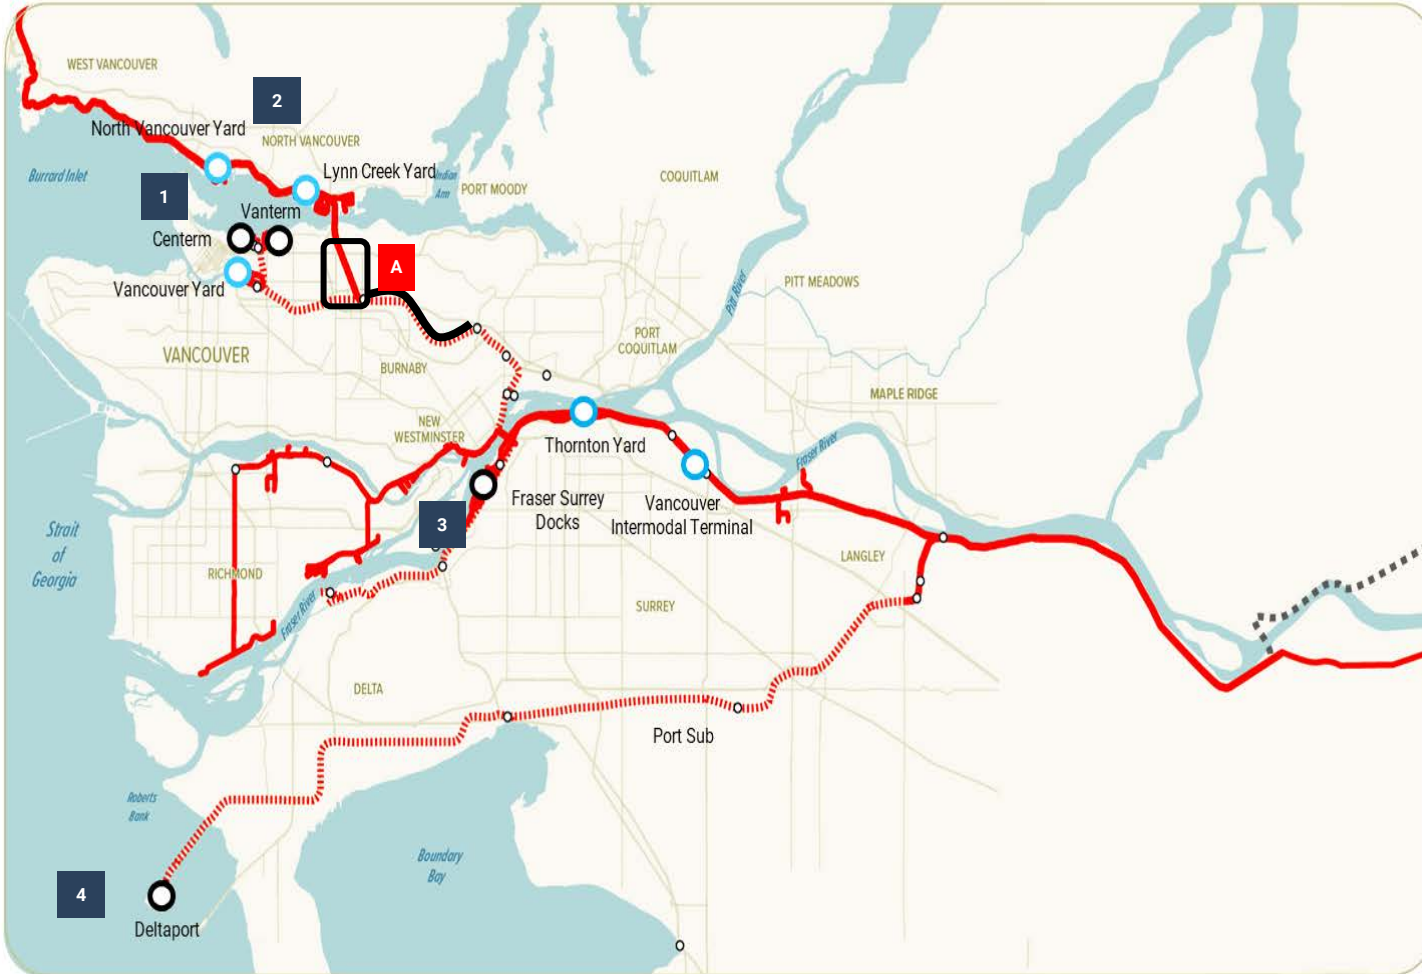 WEST VANCOUVER
2
North Vancouver Yard
NORTH VANCOUVER
Burrard Inlet
Lynn Creek Yard
Indian
Arm
PORT MOODY
COQUITLAM
1
Vanterm
Centerm
A
Vancouver Yard
Pitt River
PITT MEADOWS
VANCOUVER
BURNABY
PORT
COQUITLAM
MAPLE RIDGE
NEW
WESTMINSTER
Thornton Yard
Fraser River
Fraser Surrey
Docks
Vancouver
Intermodal Terminal
3
Strait
of
Georgia
RICHMOND
LANGLEY
Fraser River
SURREY
DELTA
Port Sub
Roberts
Bank
Boundary
Bay
4
Deltaport